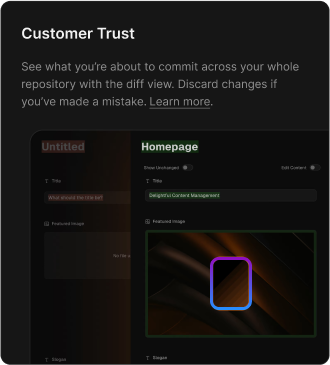 Customer Trust
See what you're about to commit across your whole
repository with the diff view. Discard changes if
you've made a mistake. Learn more.
Untitled
Homepage
Show Unchanged
Edit Content
Title
Title
What should the title be?
Delightful Content Management
Featured Image
Featured Image
No file
Slogan
Slogan